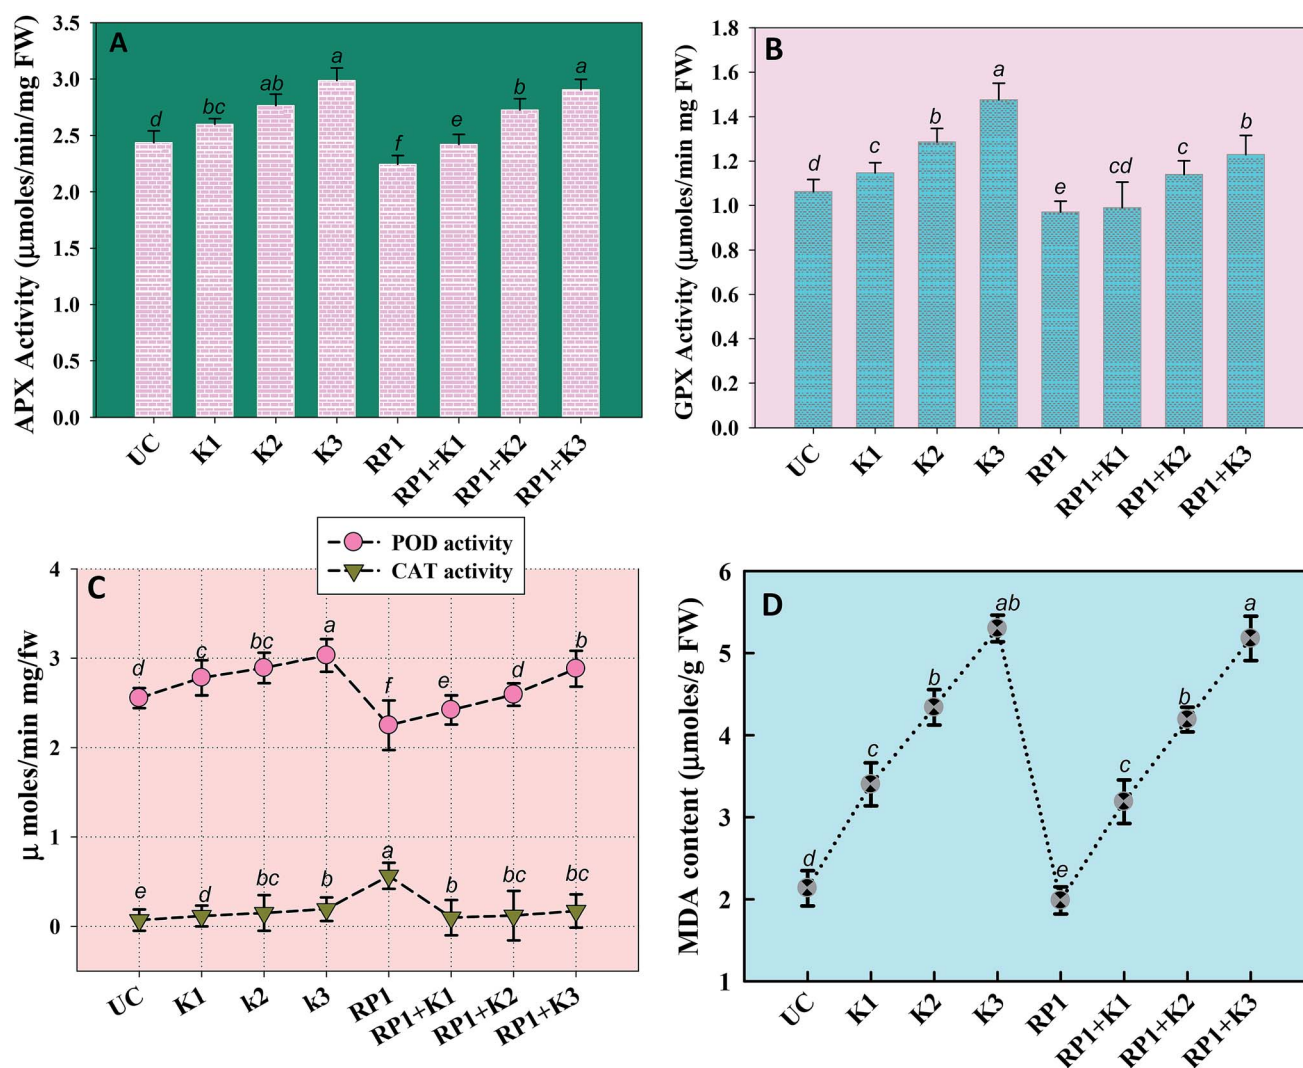 A
APX Activity (µmoles/min/mg FW)
3.5
3.0
2.5
2.0
1.5
1.0
0.5
0.0
d
bc
ab
a
f
e
b
a
UC
K1
K2
K3
RP1
RP1+K1
RP1+K2
RP1+K3
B
GPX Activity (µmoles/min mg FW)
1.8
1.6
1.4
1.2
1.0
0.8
0.6
0.4
0.2
0.0
d
c
b
a
e
cd
c
b
UC
K1
K2
K3
RP1
RP1+K1
RP1+K2
RP1+K3
POD activity
CAT activity
C
µ moles/min mg/fw
4
3
2
1
0
d
c
bc
a
f
e
d
b
e
d
bc
b
a
b
bc
bc
UC
K1
k2
k3
RP1
RP1+K1
RP1+K2
RP1+K3
D
MDA content (µmoles/g FW)
6
5
4
3
2
1
d
c
b
ab
e
c
b
a
UC
K1
K2
K3
RP1
RP1+K1
RP1+K2
RP1+K3